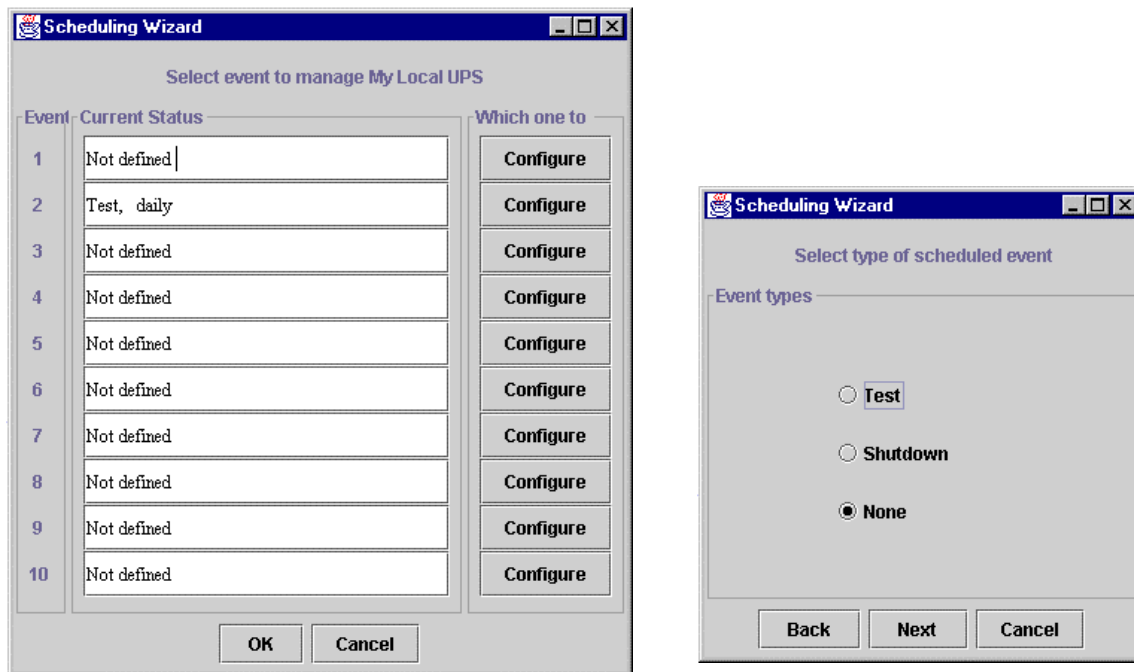 Scheduling Wizard
Select event to manage My Local UPS
Event Current Status Which one to
1 Not defined Configure
2 Test, daily Configure
3 Not defined Configure
4 Not defined Configure
5 Not defined Configure
6 Not defined Configure
7 Not defined Configure
8 Not defined Configure
9 Not defined Configure
10 Not defined Configure
OK Cancel
Scheduling Wizard
Select type of scheduled event
Event types
Test
Shutdown
None
Back Next Cancel